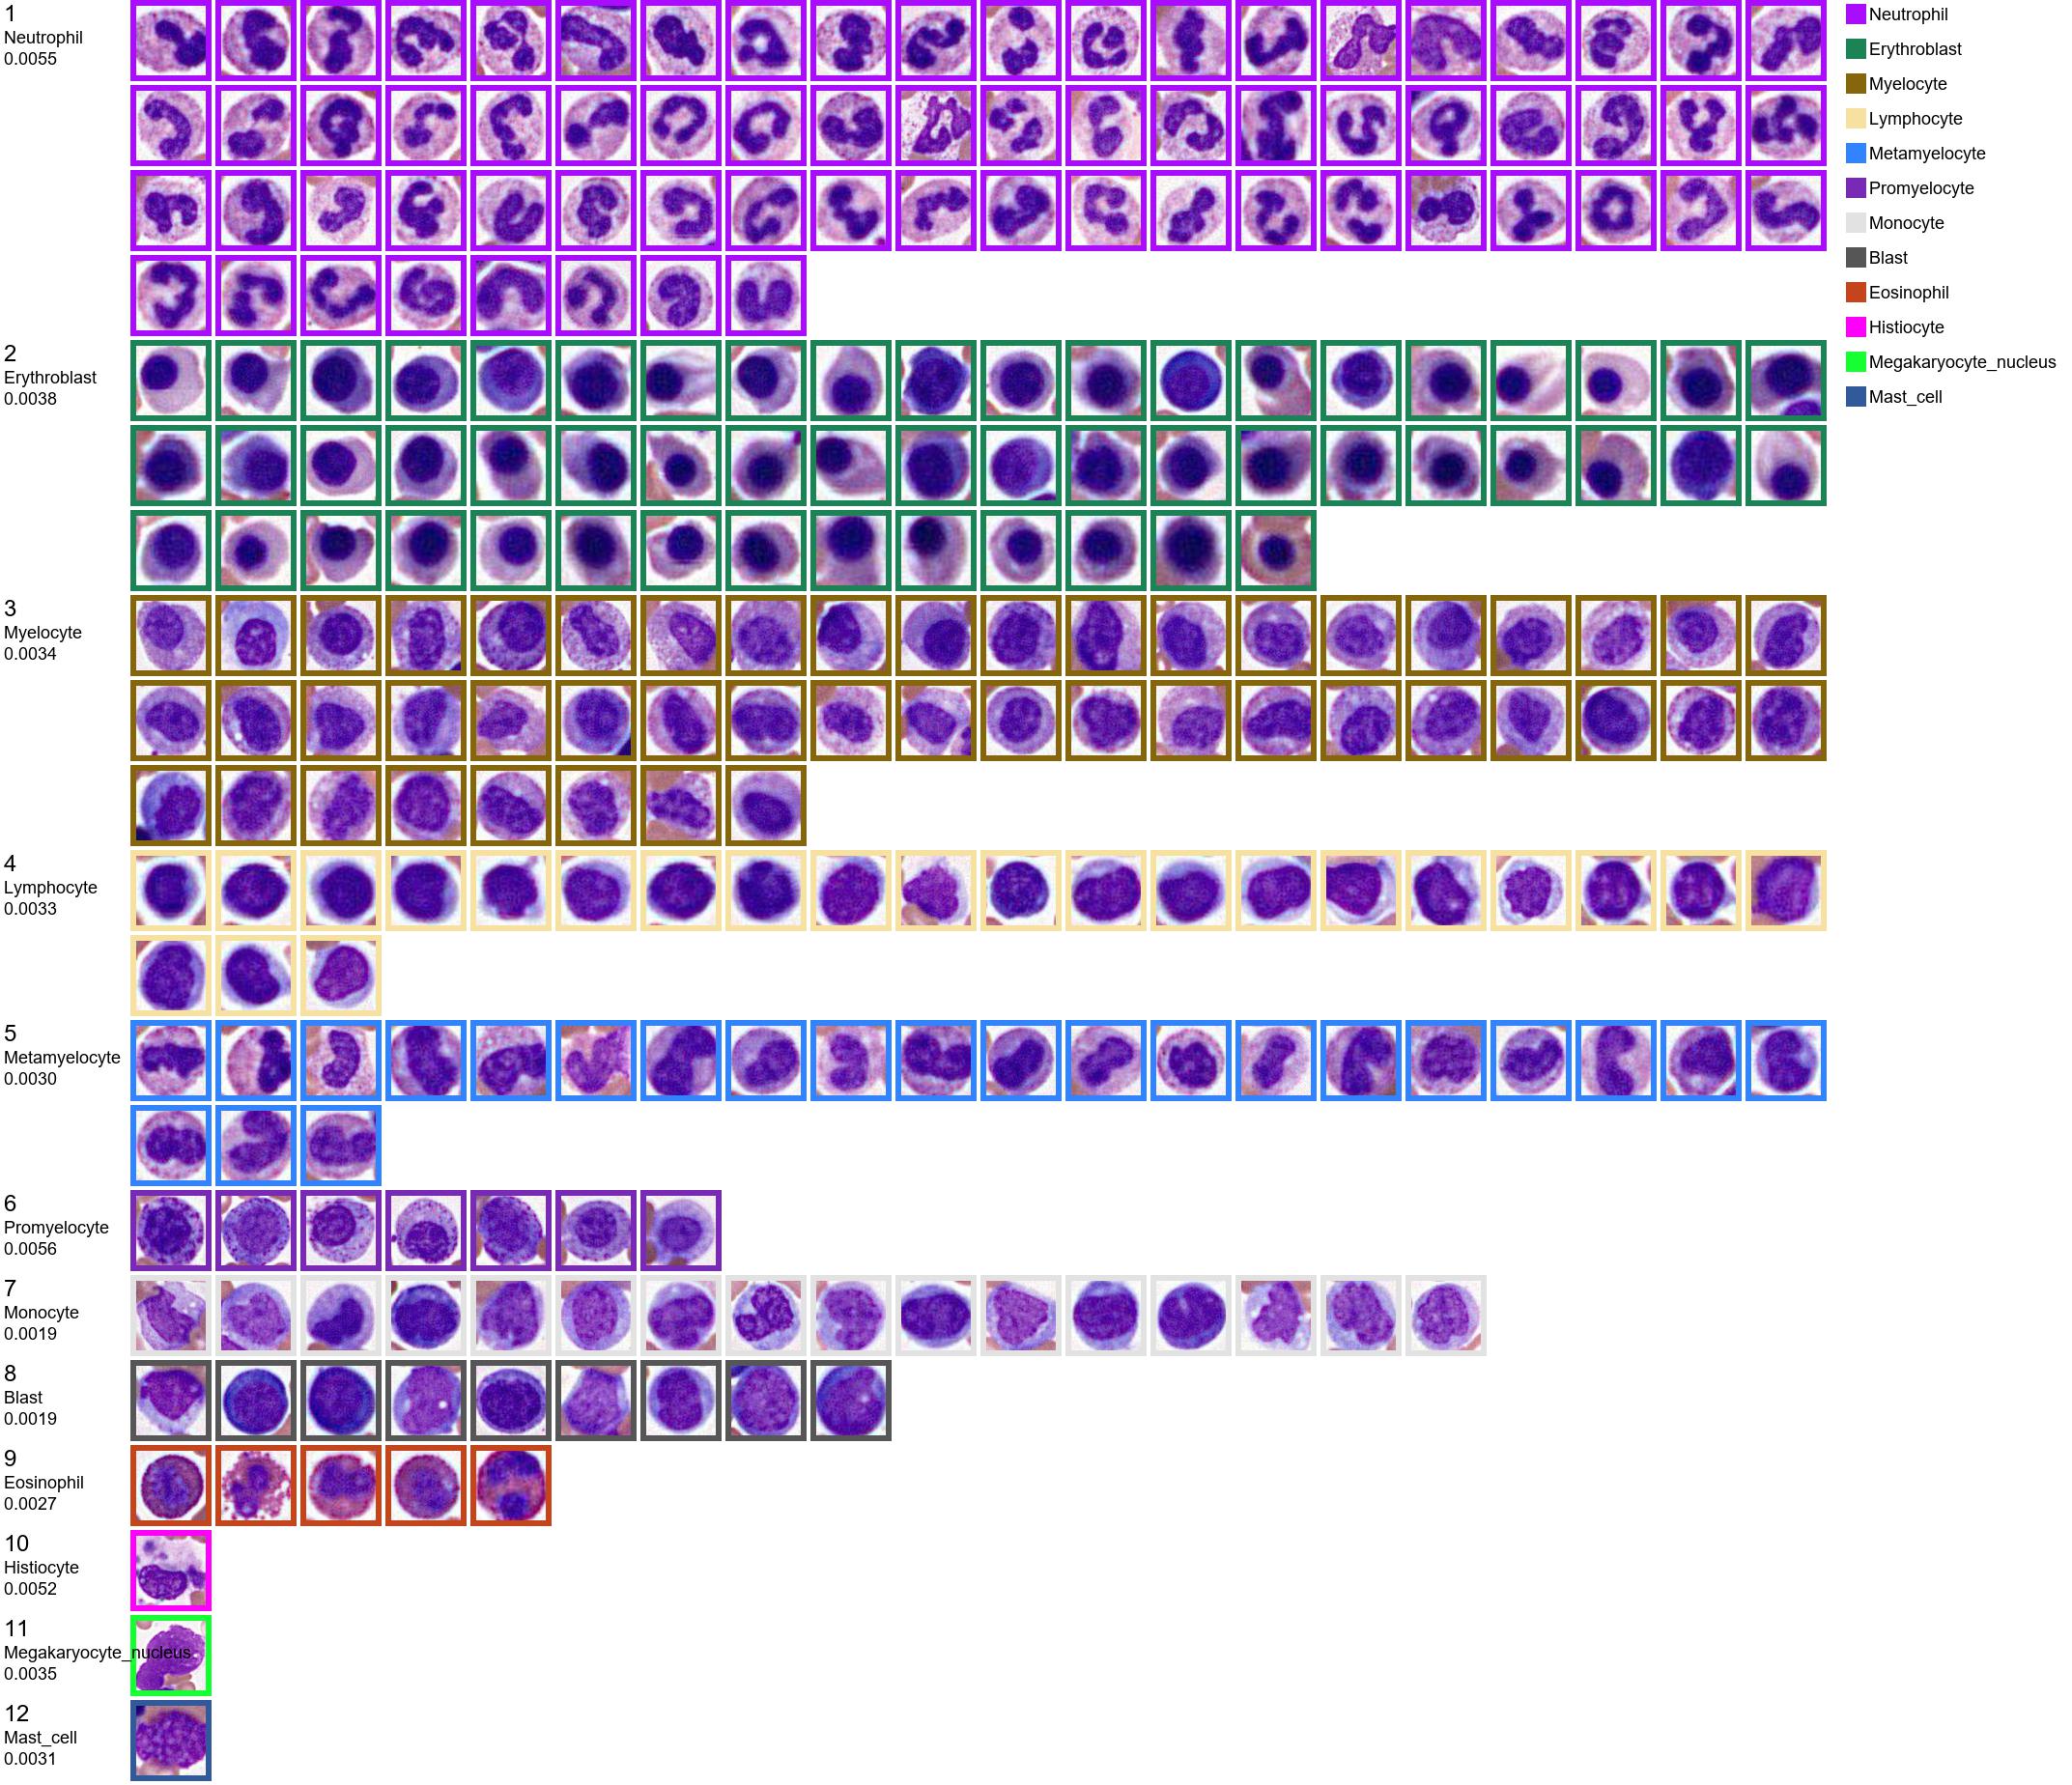 1
Neutrophil
0.0055
2
Erythroblast
0.0038
3
Myelocyte
0.0034
4
Lymphocyte
0.0033
5
Metamyelocyte
0.0030
6
Promyelocyte
0.0056
7
Monocyte
0.0019
8
Blast
0.0019
9
Eosinophil
0.0027
10
Histiocyte
0.0052
11
Megakaryocyte_nucleus
0.0035
12
Mast_cell
0.0031
Neutrophil
Erythroblast
Myelocyte
Lymphocyte
Metamyelocyte
Promyelocyte
Monocyte
Blast
Eosinophil
Histiocyte
Megakaryocyte_nucleus
Mast_cell